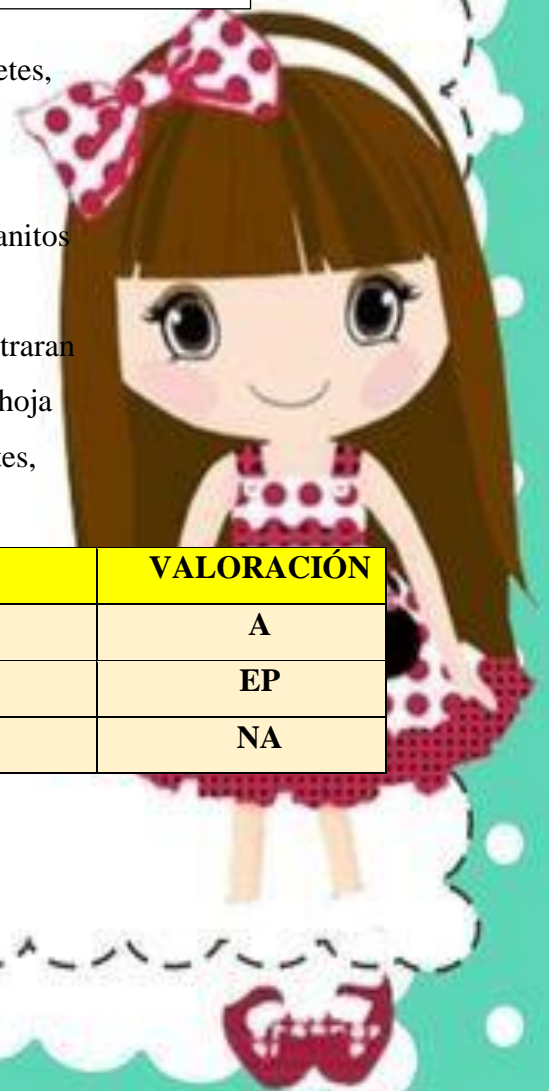 etes,
anitos
traran
hoja
tes,
VALORACIÓN
A
EP
NA